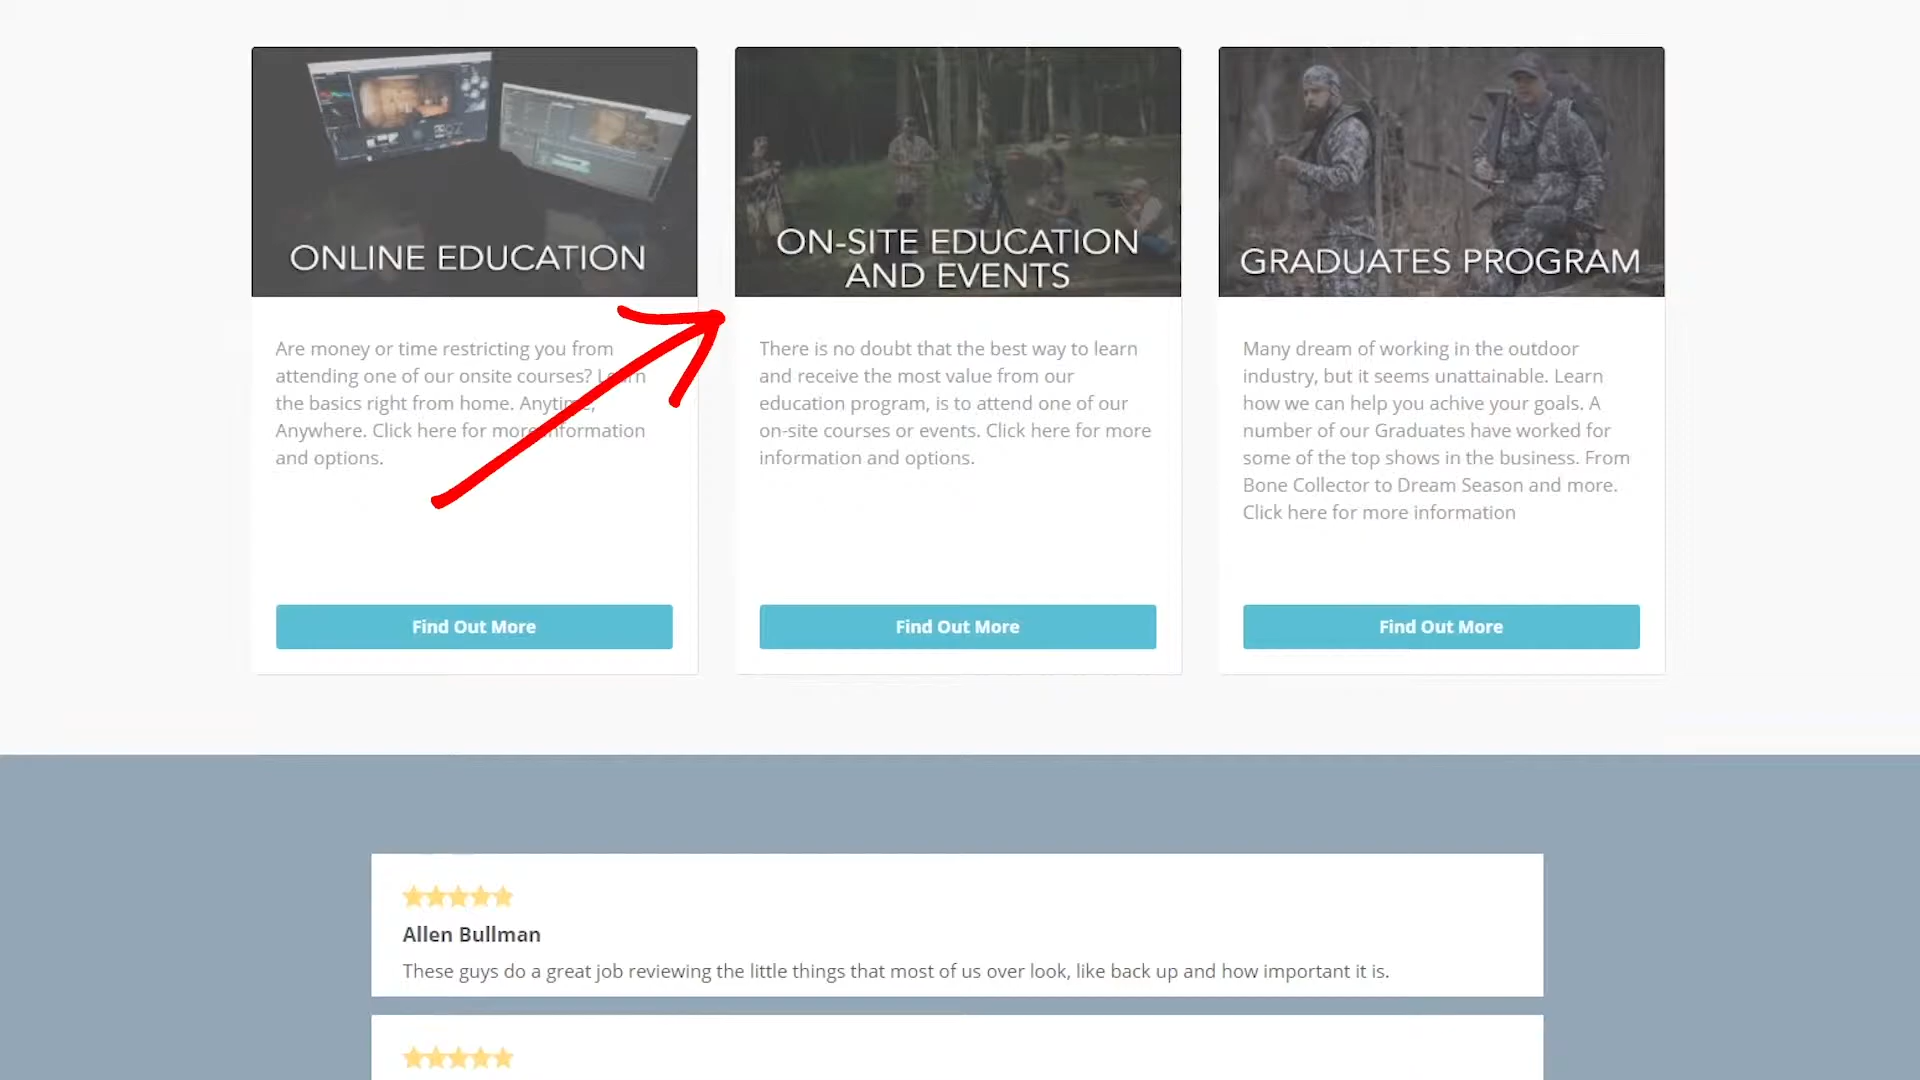 ONLINE EDUCATION
Are money or time restricting you from
attending one of our onsite courses? Learn
the basics right from home. Anytime,
Anywhere. Click here for more information
and options.
Find Out More
ON-SITE EDUCATION
AND EVENTS
There is no doubt that the best way to learn
and receive the most value from our
education program, is to attend one of our
on-site courses or events. Click here for more
information and options.
Find Out More
GRADUATES PROGRAM
Many dream of working in the outdoor
industry, but it seems unattainable. Learn
how we can help you achive your goals. A
number of our Graduates have worked for
some of the top shows in the business. From
Bone Collector to Dream Season and more.
Click here for more information
Find Out More
Allen Bullman
These guys do a great job reviewing the little things that most of us over look, like back up and how important it is.